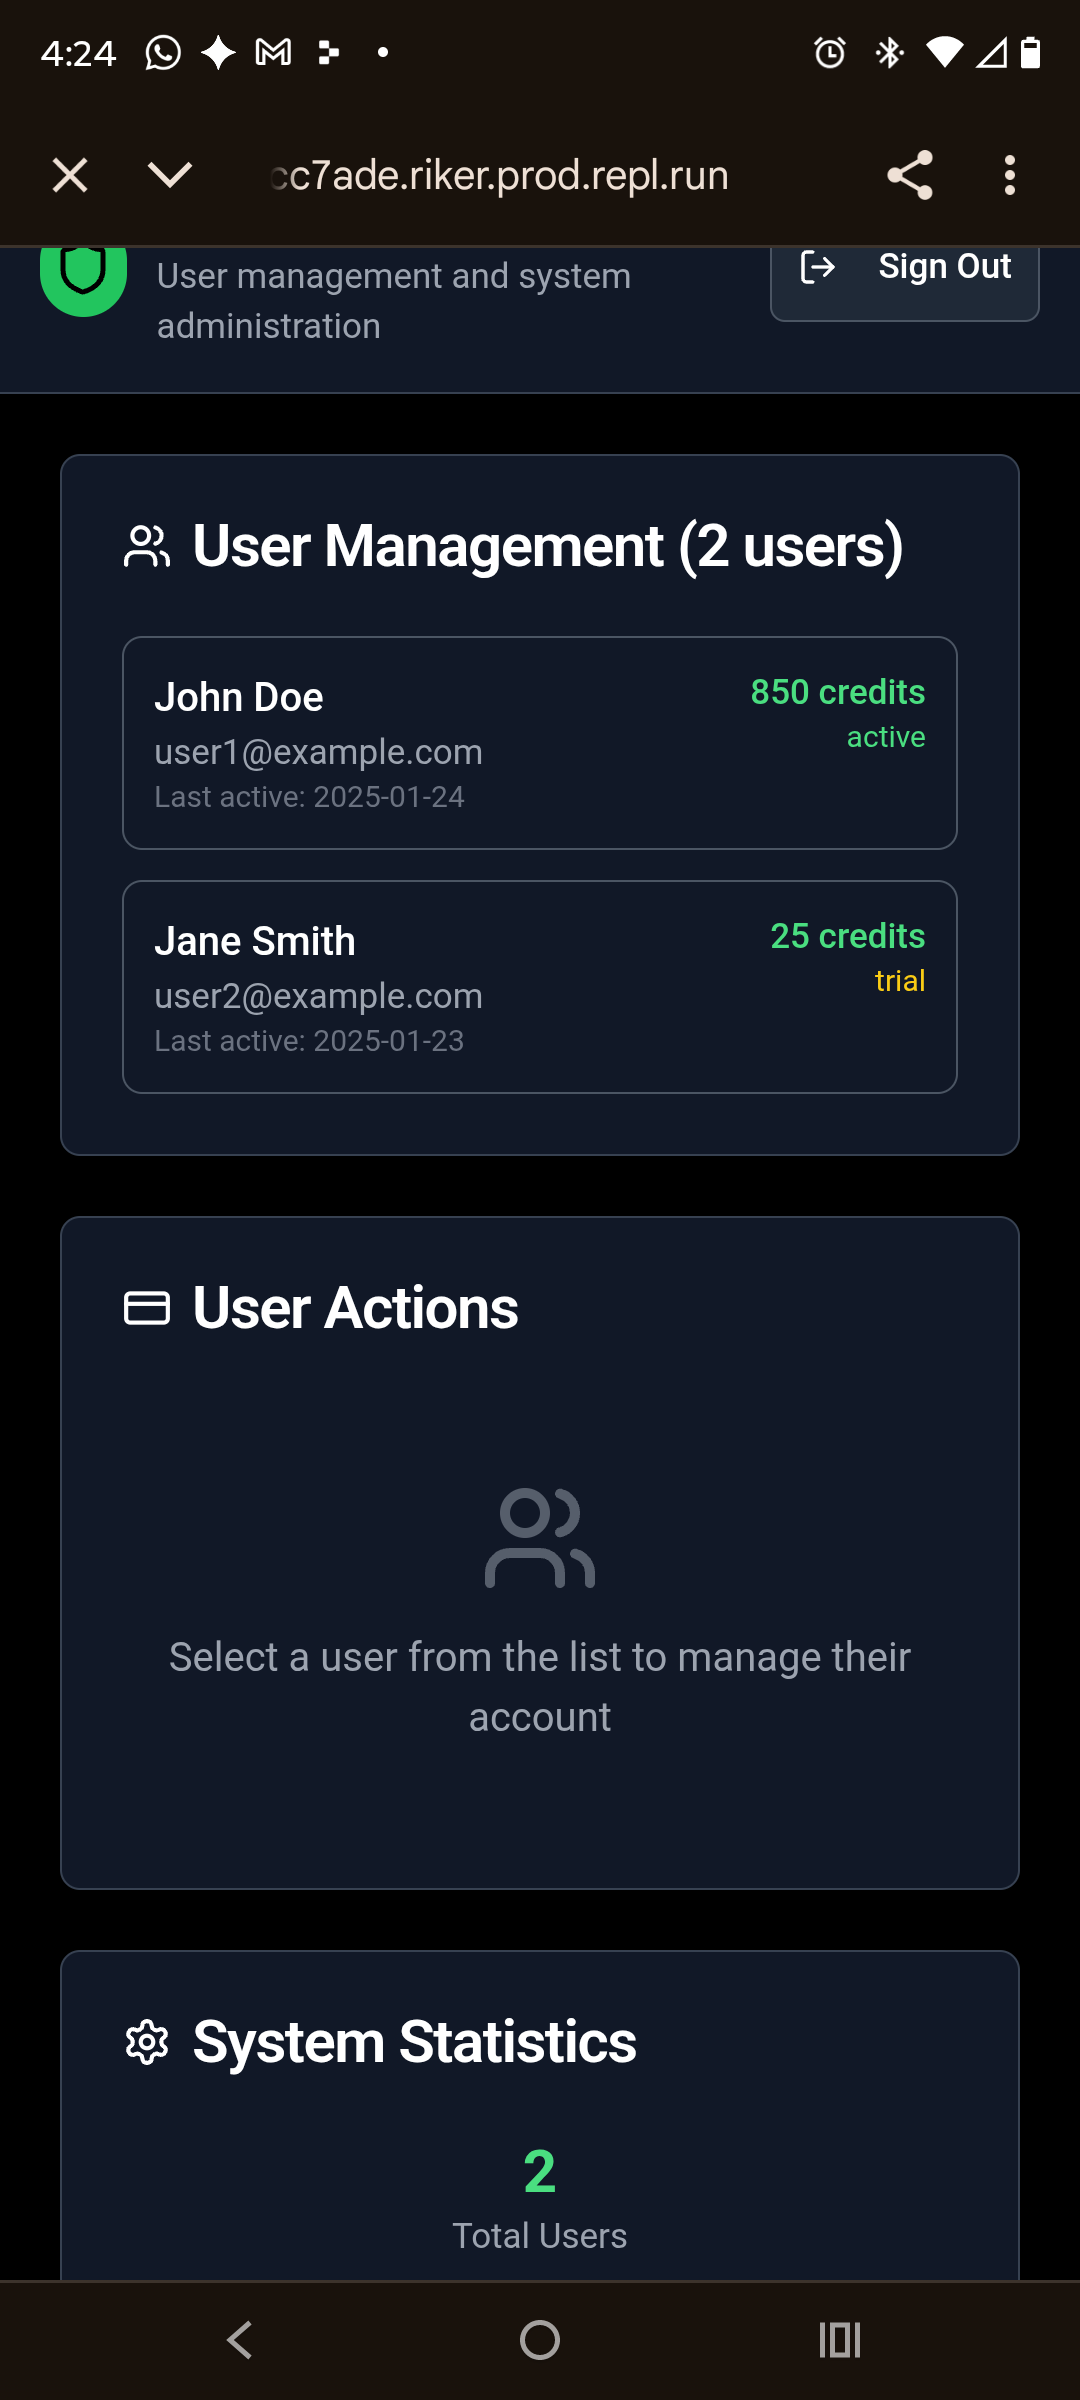 4:24
cc7ade.riker.prod.repl.run
User management and system
administration
Sign Out
User Management (2 users)
John Doe
850 credits
user1@example.com
active
Last active: 2025-01-24
Jane Smith
25 credits
user2@example.com
trial
Last active: 2025-01-23
User Actions
Select a user from the list to manage their
account
System Statistics
2
Total Users